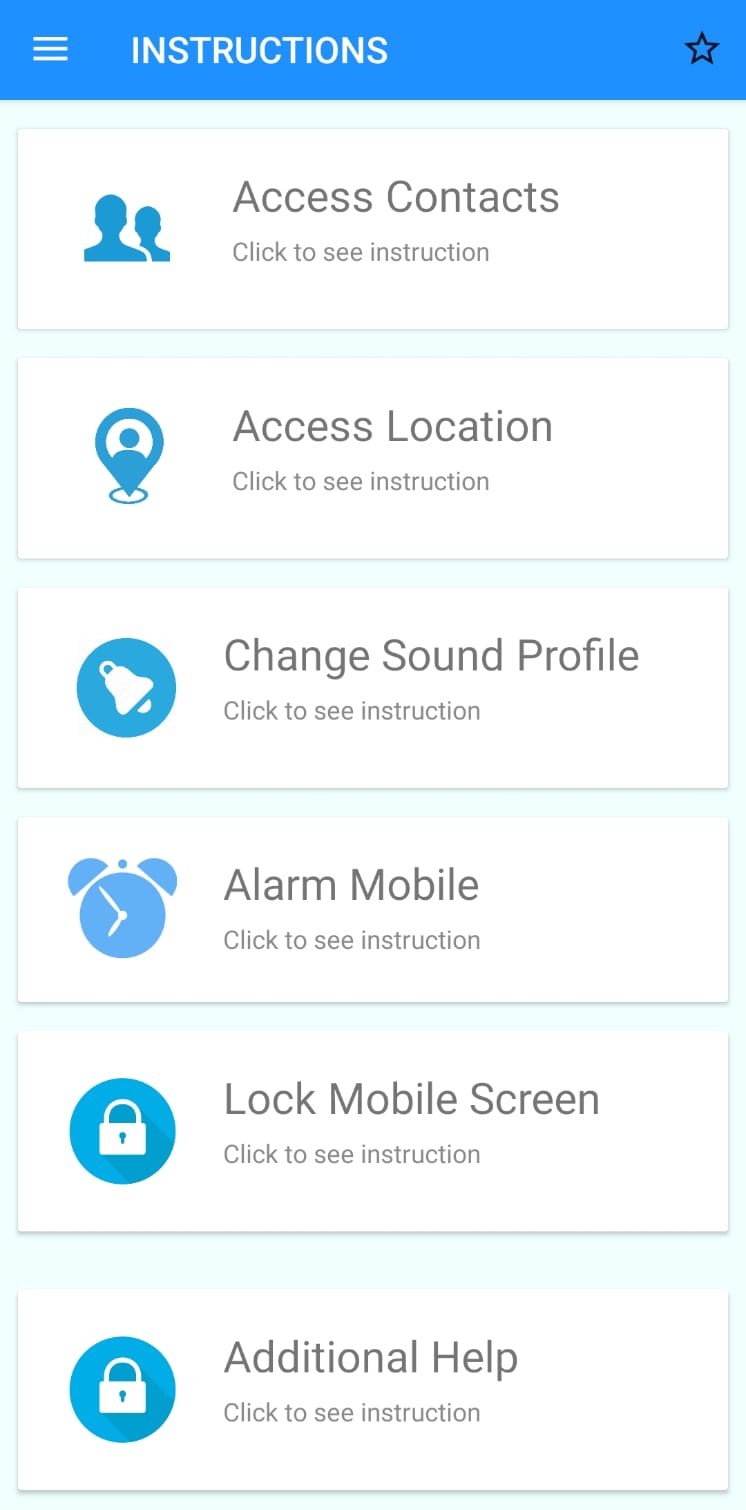 INSTRUCTIONS
Access Contacts
Click to see instruction
Access Location
Click to see instruction
Change Sound Profile
Click to see instruction
Alarm Mobile
Click to see instruction
Lock Mobile Screen
Click to see instruction
Additional Help
Click to see instruction